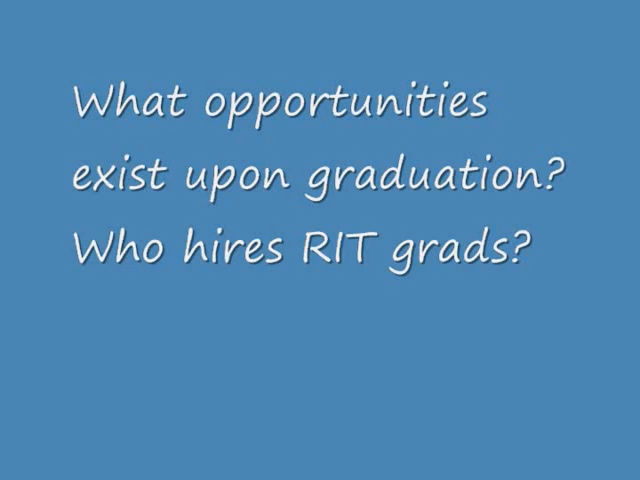 What opportunities
exist upon graduation?
Who hires RIT grads?